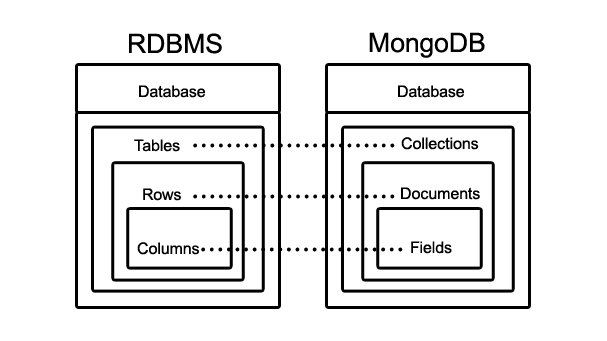 RDBMS MongoDB
Database Database
Tables Collections
Rows Documents
Columns Fields